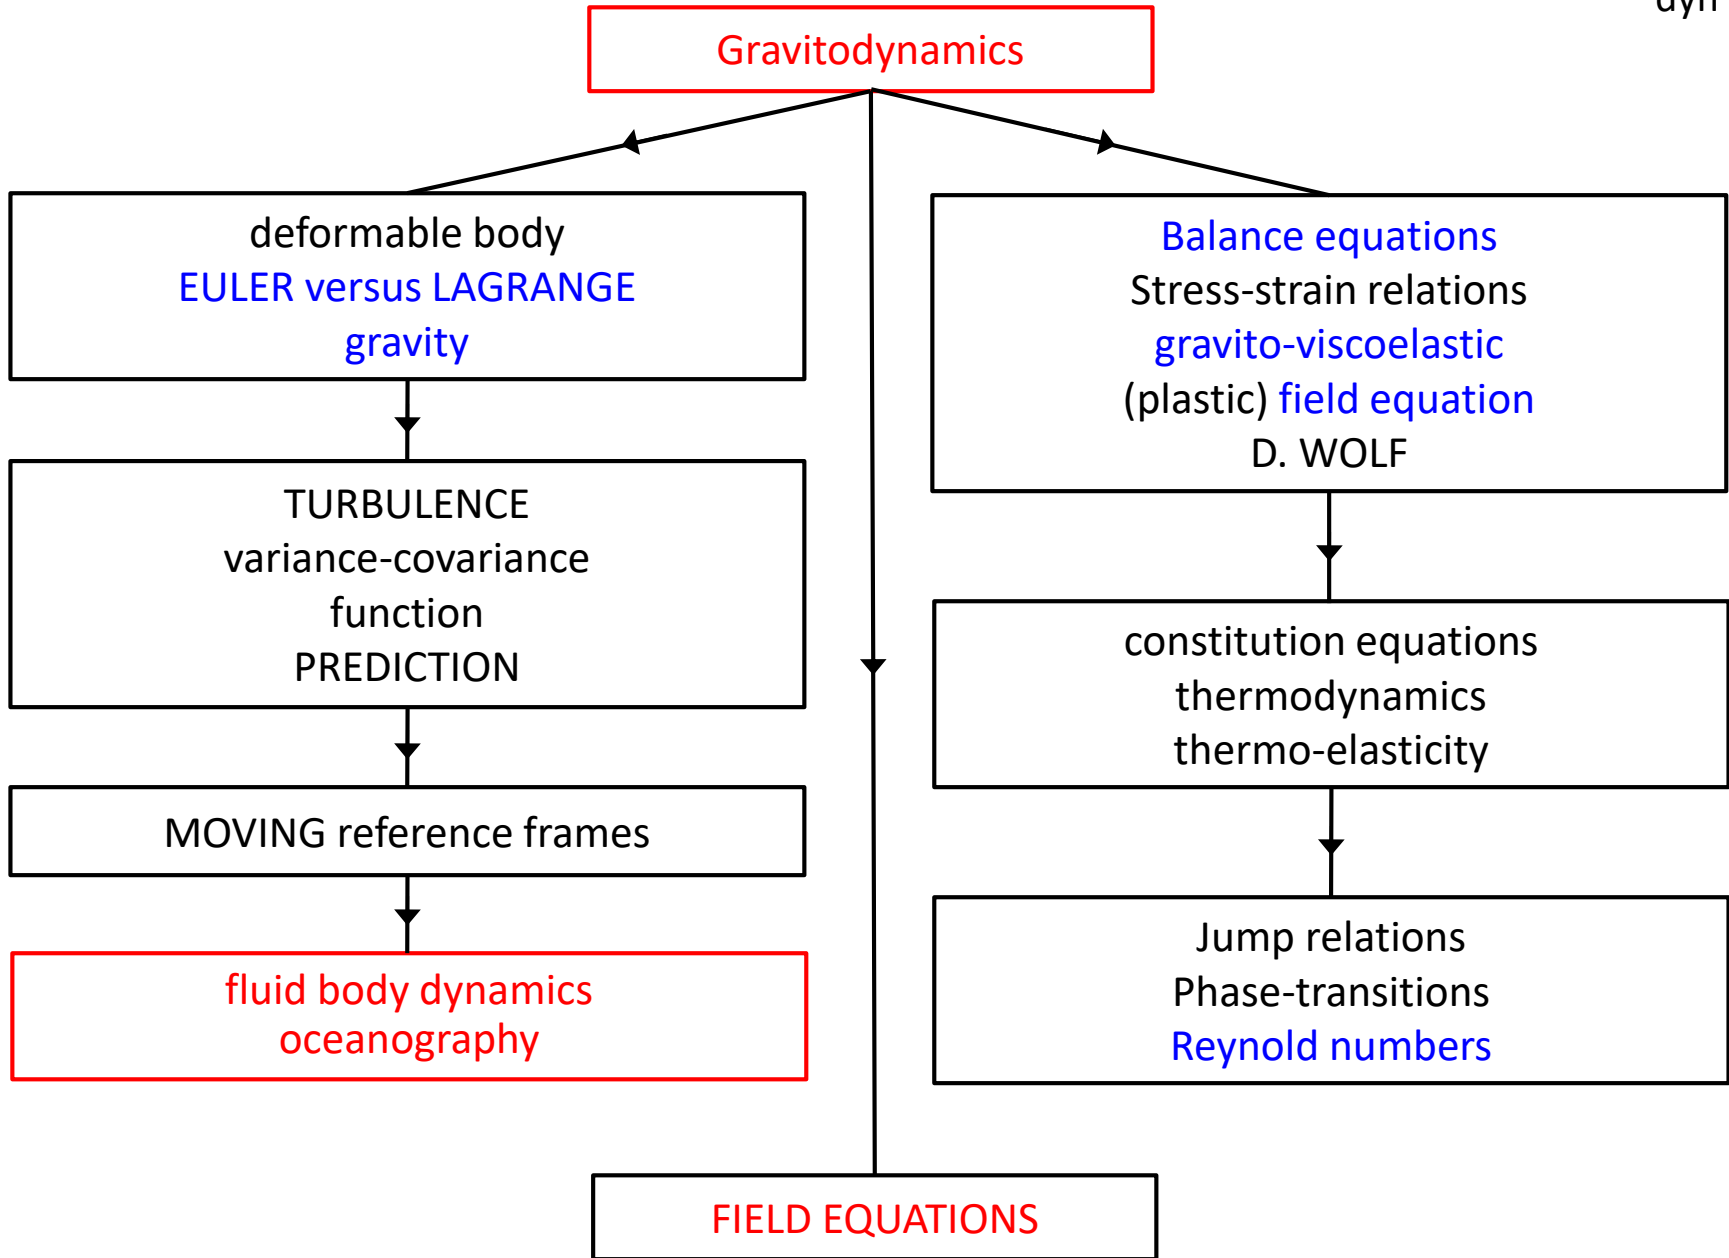 dyn
Gravitodynamics
deformable body
EULER versus LAGRANGE
gravity
TURBULENCE
variance-covariance
function
PREDICTION
MOVING reference frames
fluid body dynamics
oceanography
Balance equations
Stress-strain relations
gravito-viscoelastic
(plastic) field equation
D. WOLF
constitution equations
thermodynamics
thermo-elasticity
Jump relations
Phase-transitions
Reynold numbers
FIELD EQUATIONS